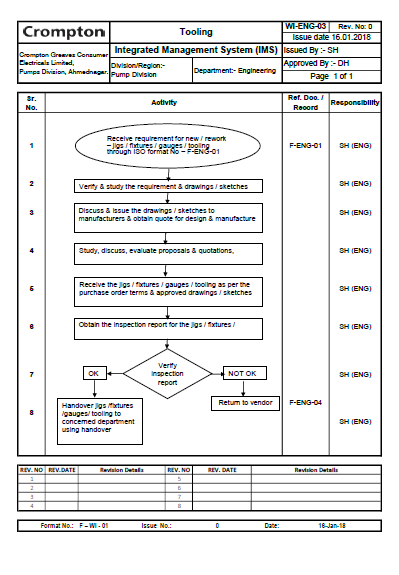 Crompton
Tooling
WI-ENG-03 Rev. No: 0
Issue date 16.01.2018
Crompton Greaves Consumer
Electricals Limited,
Pumps Division, Ahmednagar.
Integrated Management System (IMS)
Issued By :- SH
Division/Region:-
Pump Division
Department:- Engineering
Approved By :- DH
Page 1 of 1
Sr.
No.
Activity
Ref. Doc. /
Record
Responsibility
1
Receive requirement for new / rework
– jigs / fixtures / gauges / tooling
through ISO format No – F-ENG-01
F-ENG-01
SH (ENG)
2
Verify & study the requirement & drawings / sketches
SH (ENG)
3
Discuss & issue the drawings / sketches to
manufacturers & obtain quote for design & manufacture
SH (ENG)
4
Study, discuss, evaluate proposals & quotations,
SH (ENG)
5
Receive the jigs / fixtures / gauges / tooling as per the
purchase order terms & approved drawings / sketches
SH (ENG)
6
Obtain the inspection report for the jigs / fixtures /
SH (ENG)
7
OK
Verify
inspection
report
NOT OK
SH (ENG)
8
Handover jigs /fixtures
/gauges/ tooling to
concerned department
using handover
Return to vendor
F-ENG-04
SH (ENG)
REV. NO REV.DATE Revision Details REV. NO REV. DATE Revision Details
1 5
2 6
3 7
4 8
Format No.: F – WI - 01 Issue No.: 0 Date: 16-Jan-18